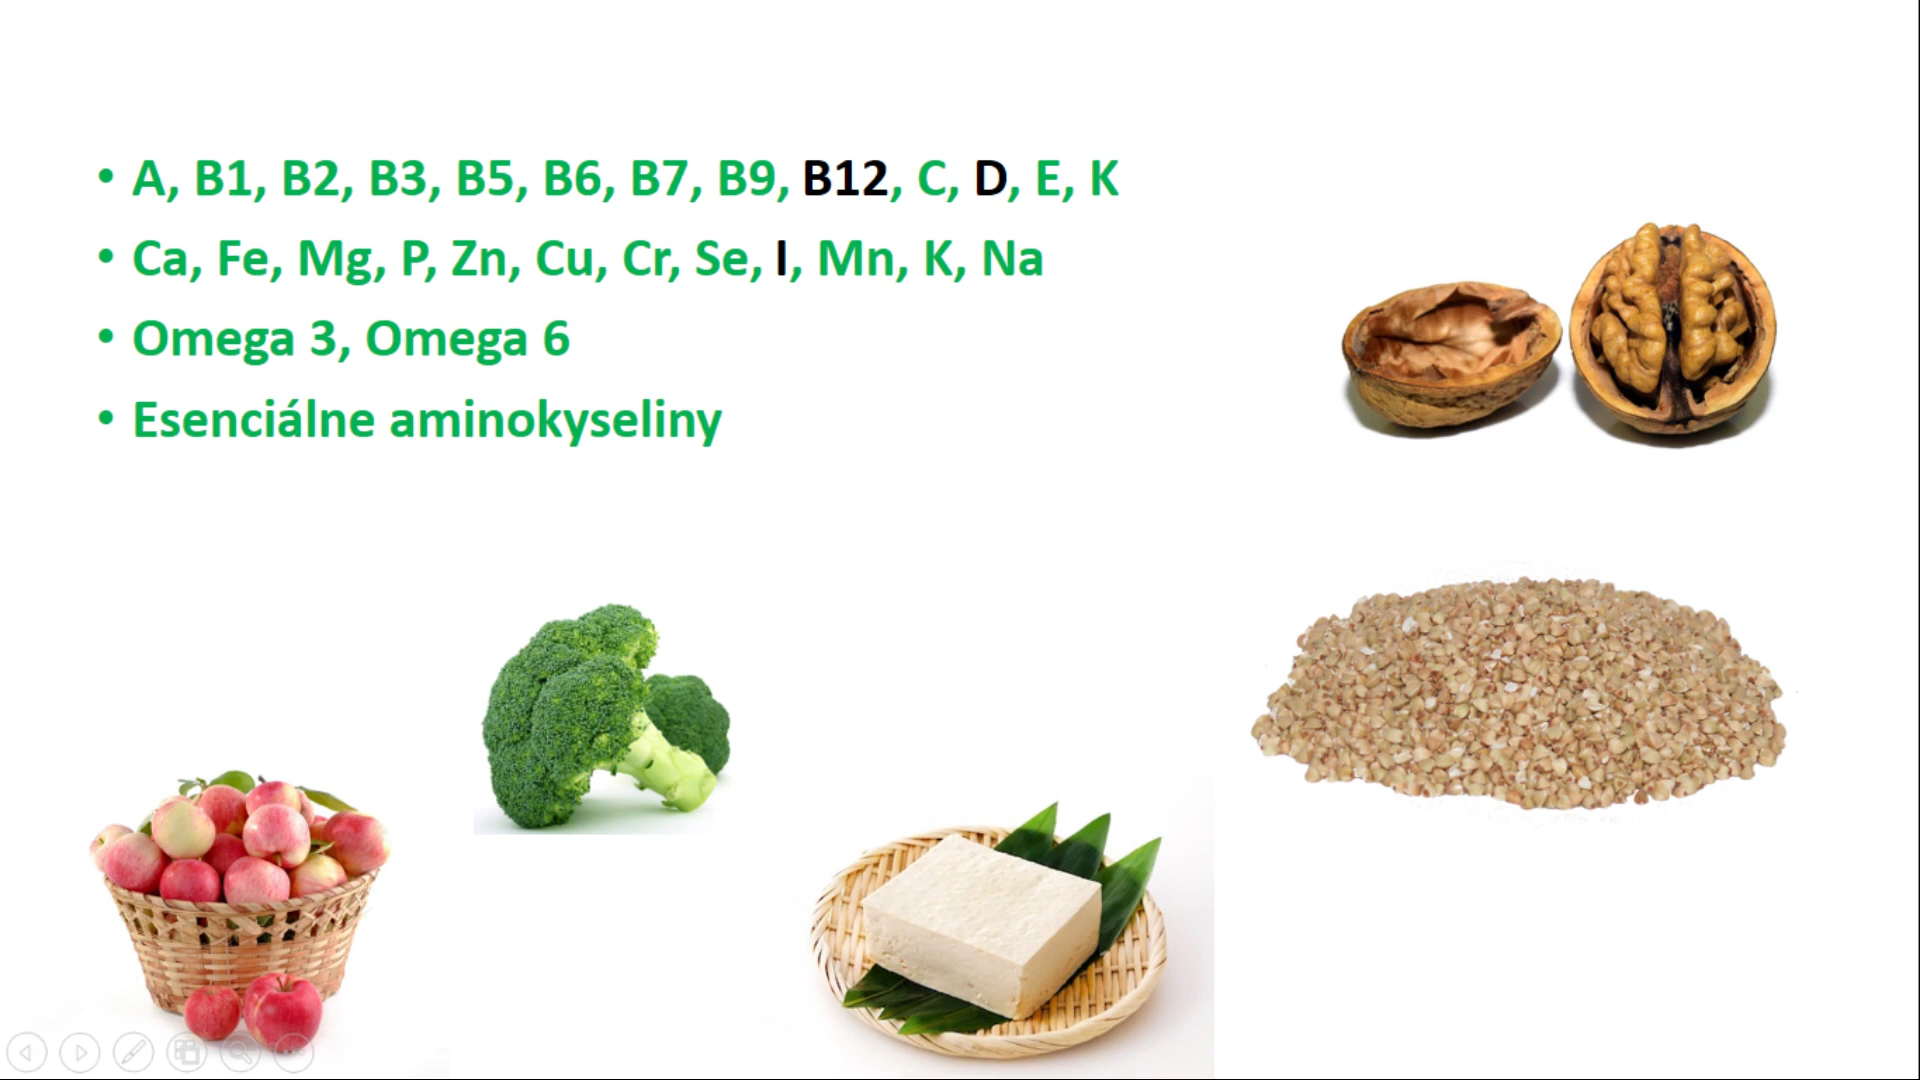 • A, B1, B2, B3, B5, B6, B7, B9, B12, C, D, E, K
• Ca, Fe, Mg, P, Zn, Cu, Cr, Se, I, Mn, K, Na
• Omega 3, Omega 6
• Esenciálne aminokyseliny